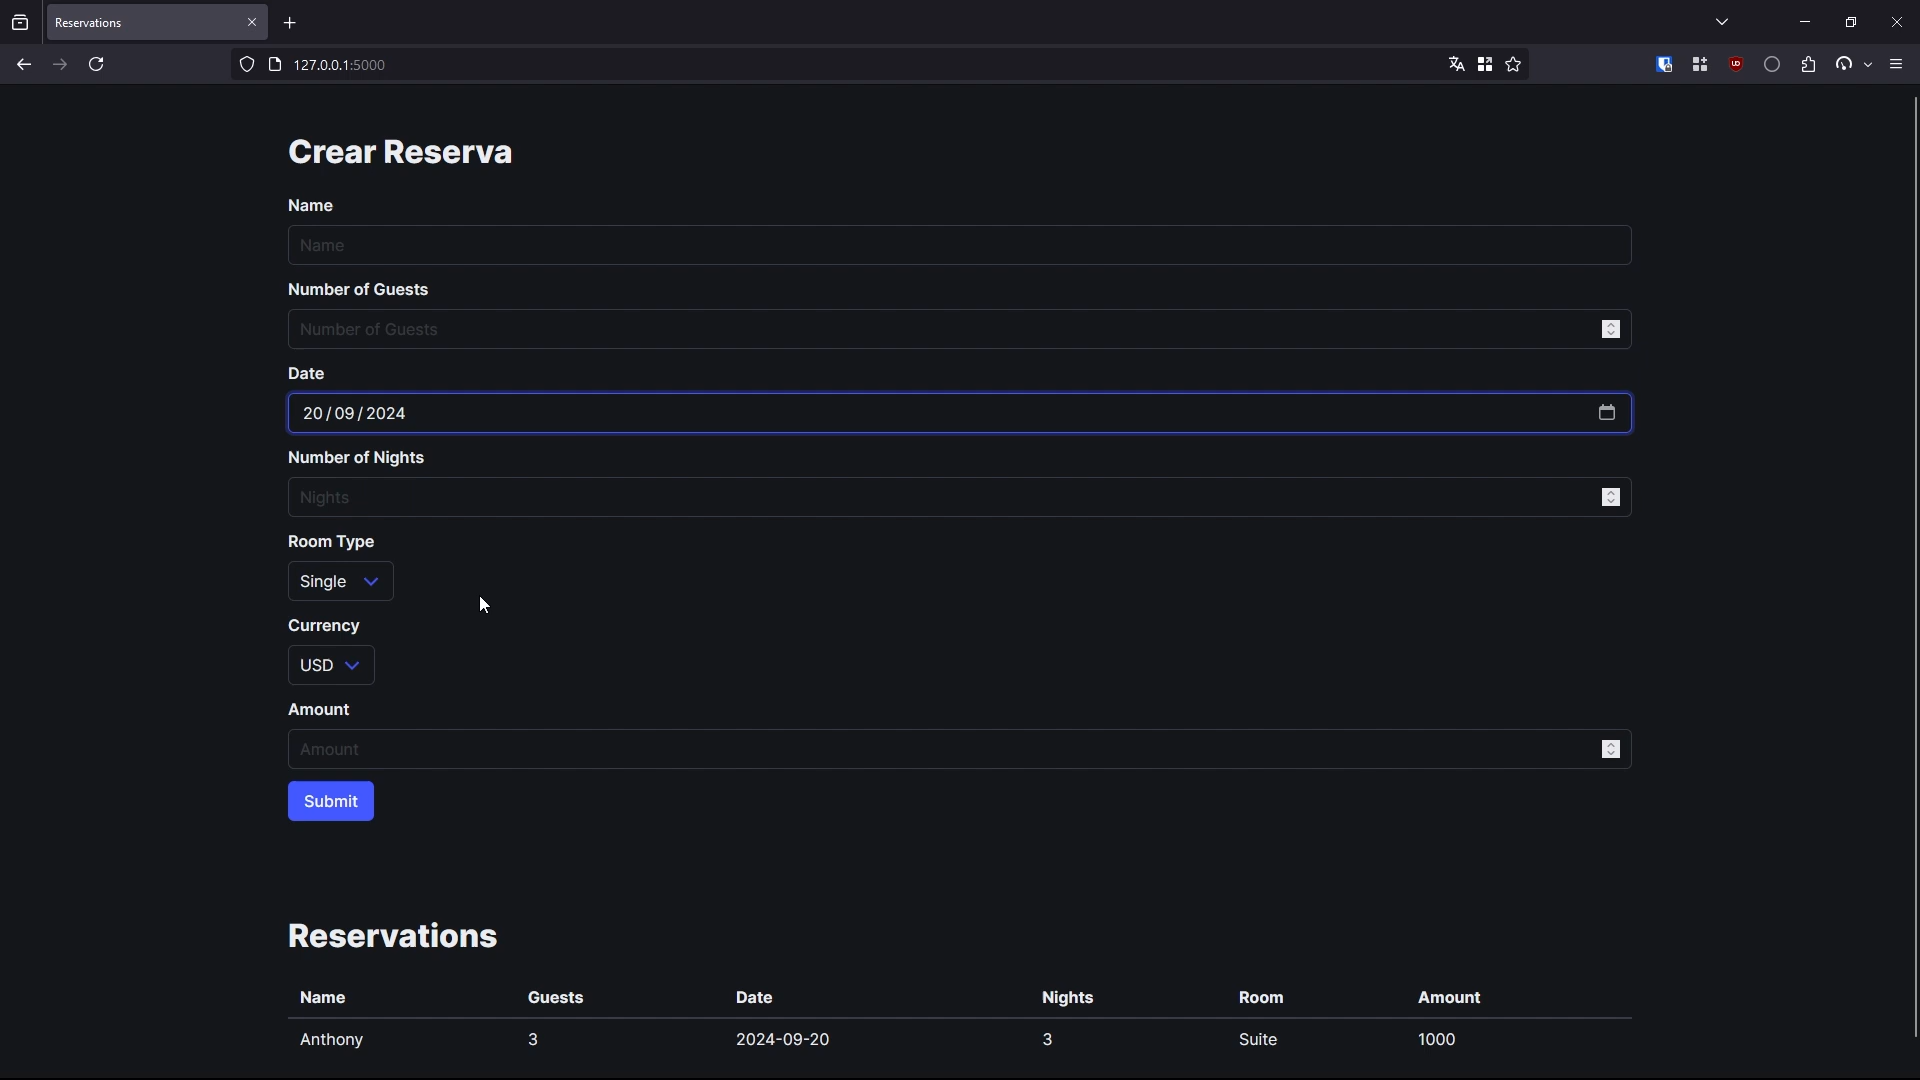 Reservations
127.0.0.1:5000
Crear Reserva
Name
Name
Number of Guests
Number of Guests
Date
20/09/2024
Number of Nights
Nights
Room Type
Single
Currency
USD
Amount
Amount
Submit
Reservations
Name Guests Date Nights Room Amount
Anthony 3 2024-09-20 3 Suite 1000